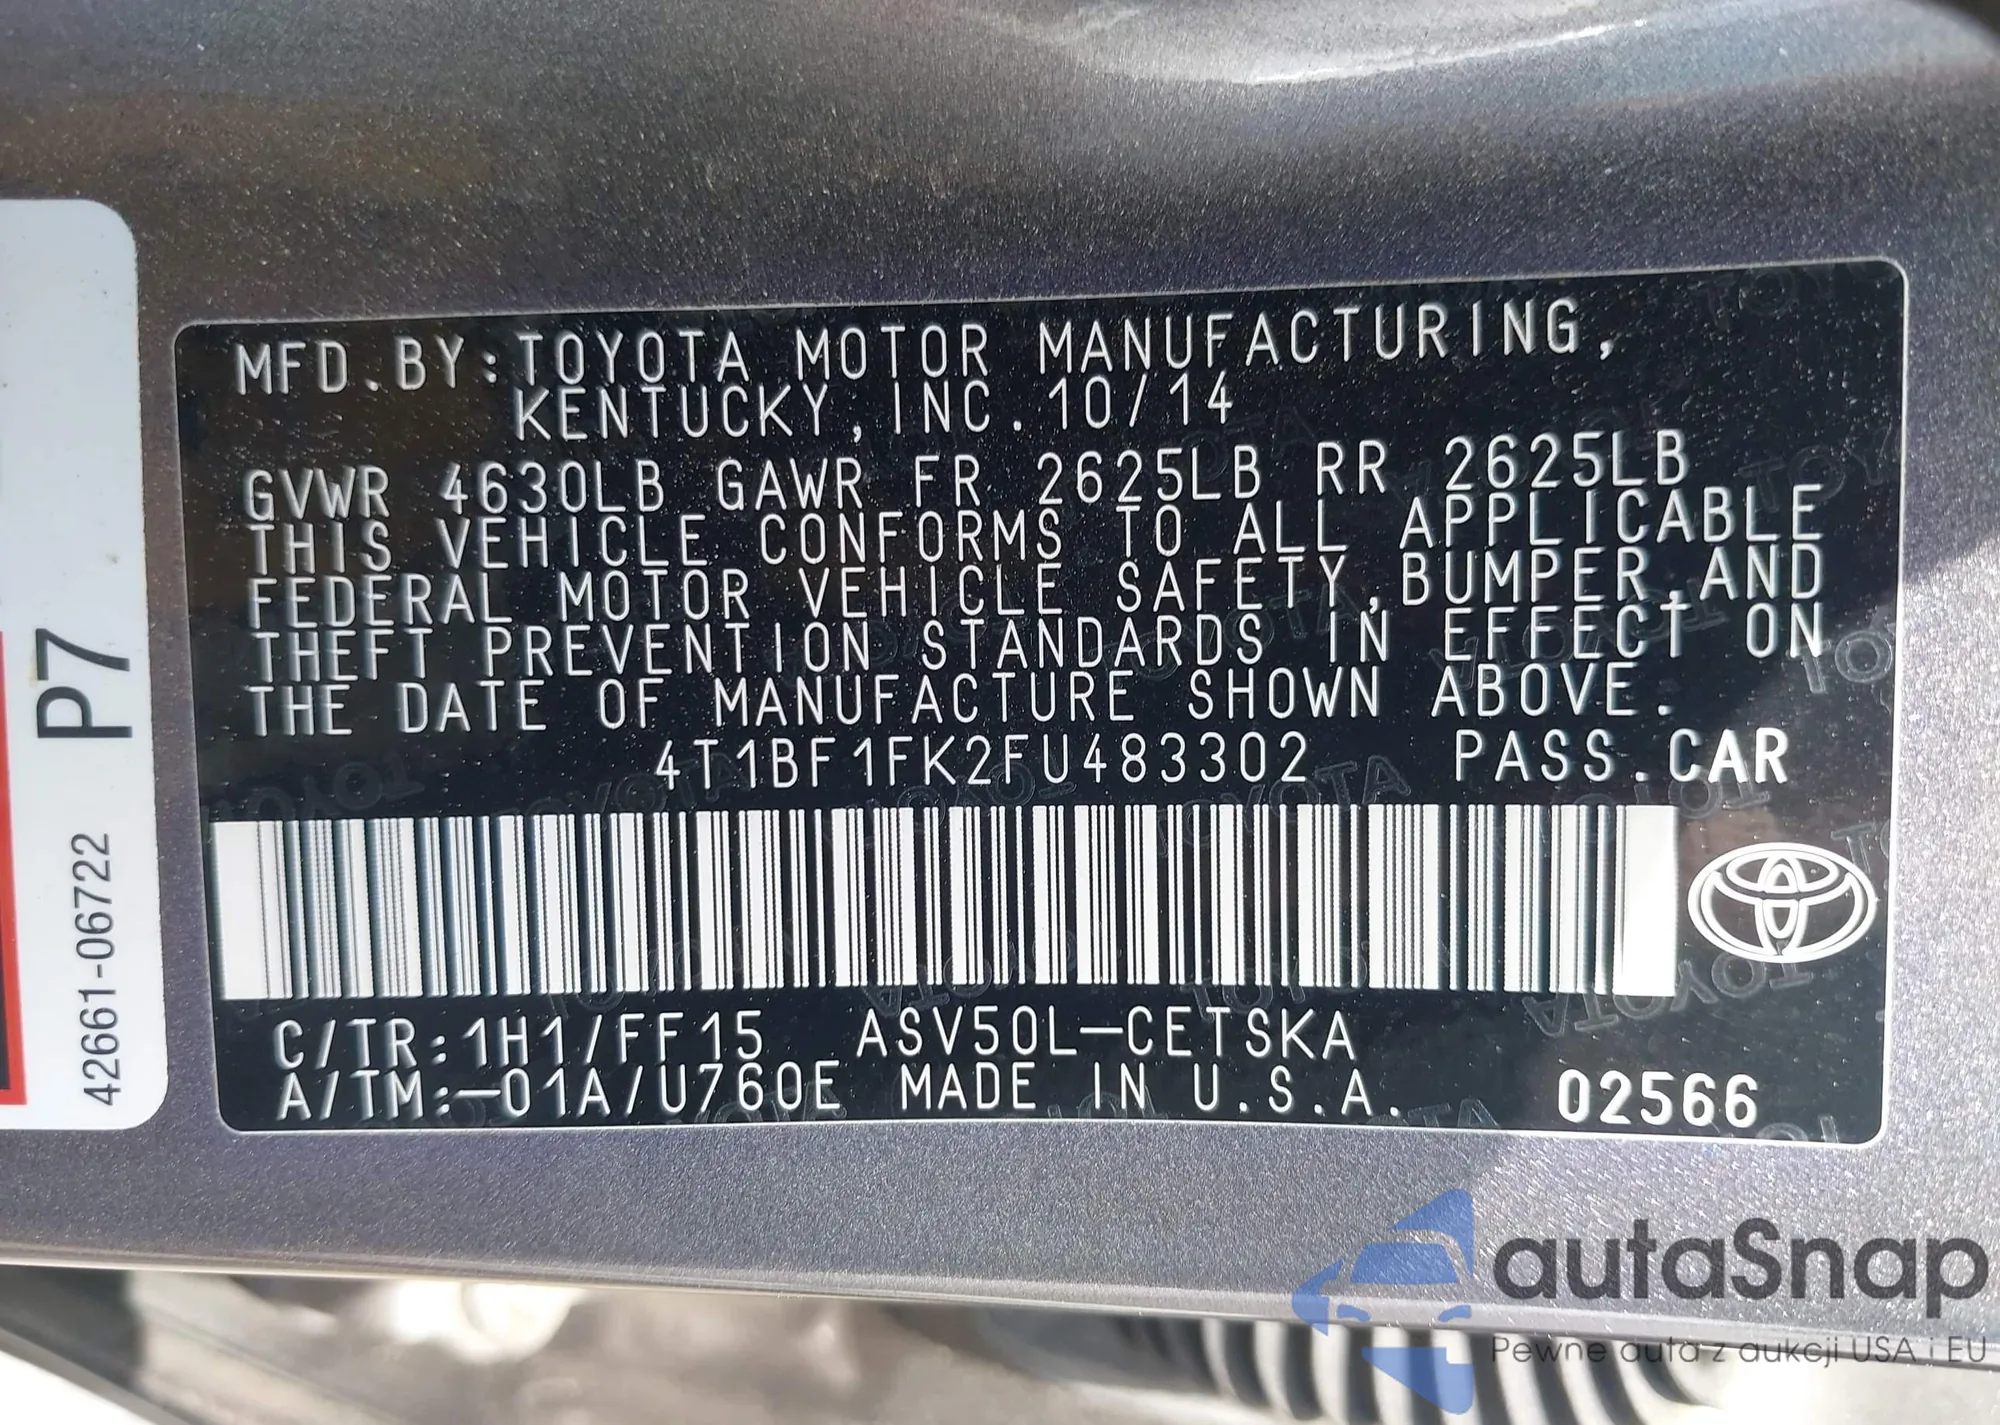 MFD.BY:TOYOTA MOTOR MANUFACTURING,
KENTUCKY,INC.10/14
GVWR 4630LB GAWR FR 2625LB RR 2625LB
THIS VEHICLE CONFORMS TO ALL APPLICABLE
FEDERAL MOTOR VEHICLE SAFETY,BUMPER,AND
THEFT PREVENTION STANDARDS IN EFFECT ON
THE DATE OF MANUFACTURE SHOWN ABOVE.
4T1BF1FK2FU483302 PASS.CAR
C/TR:1H1/FF15 ASV50L-CETSKA
A/TM:-01A/U760E MADE IN U.S.A. 02566
P7
42661-06722
autaSnap
Pewne auta z aukcji USA i EU